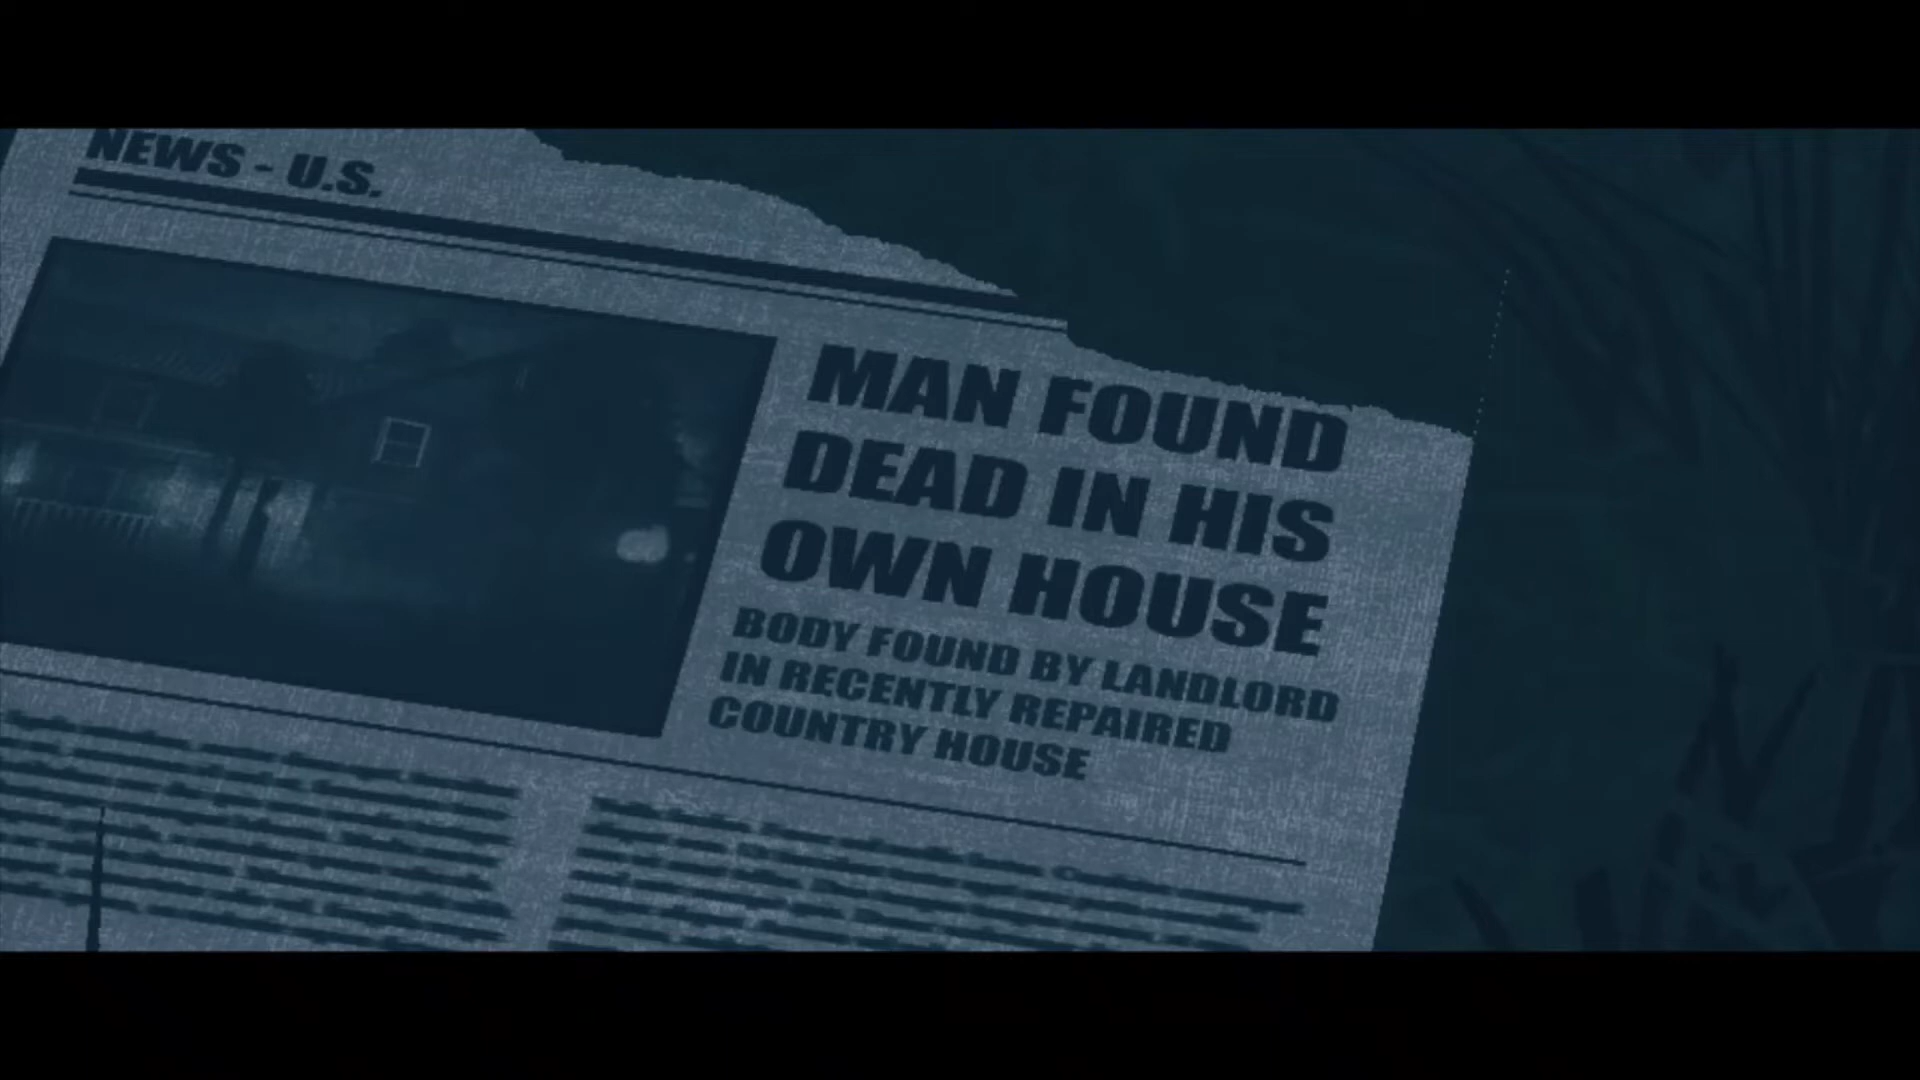 NEWS - U.S.
MAN FOUND
DEAD IN HIS
OWN HOUSE
BODY FOUND BY LANDLORD
IN RECENTLY REPAIRED
COUNTRY HOUSE